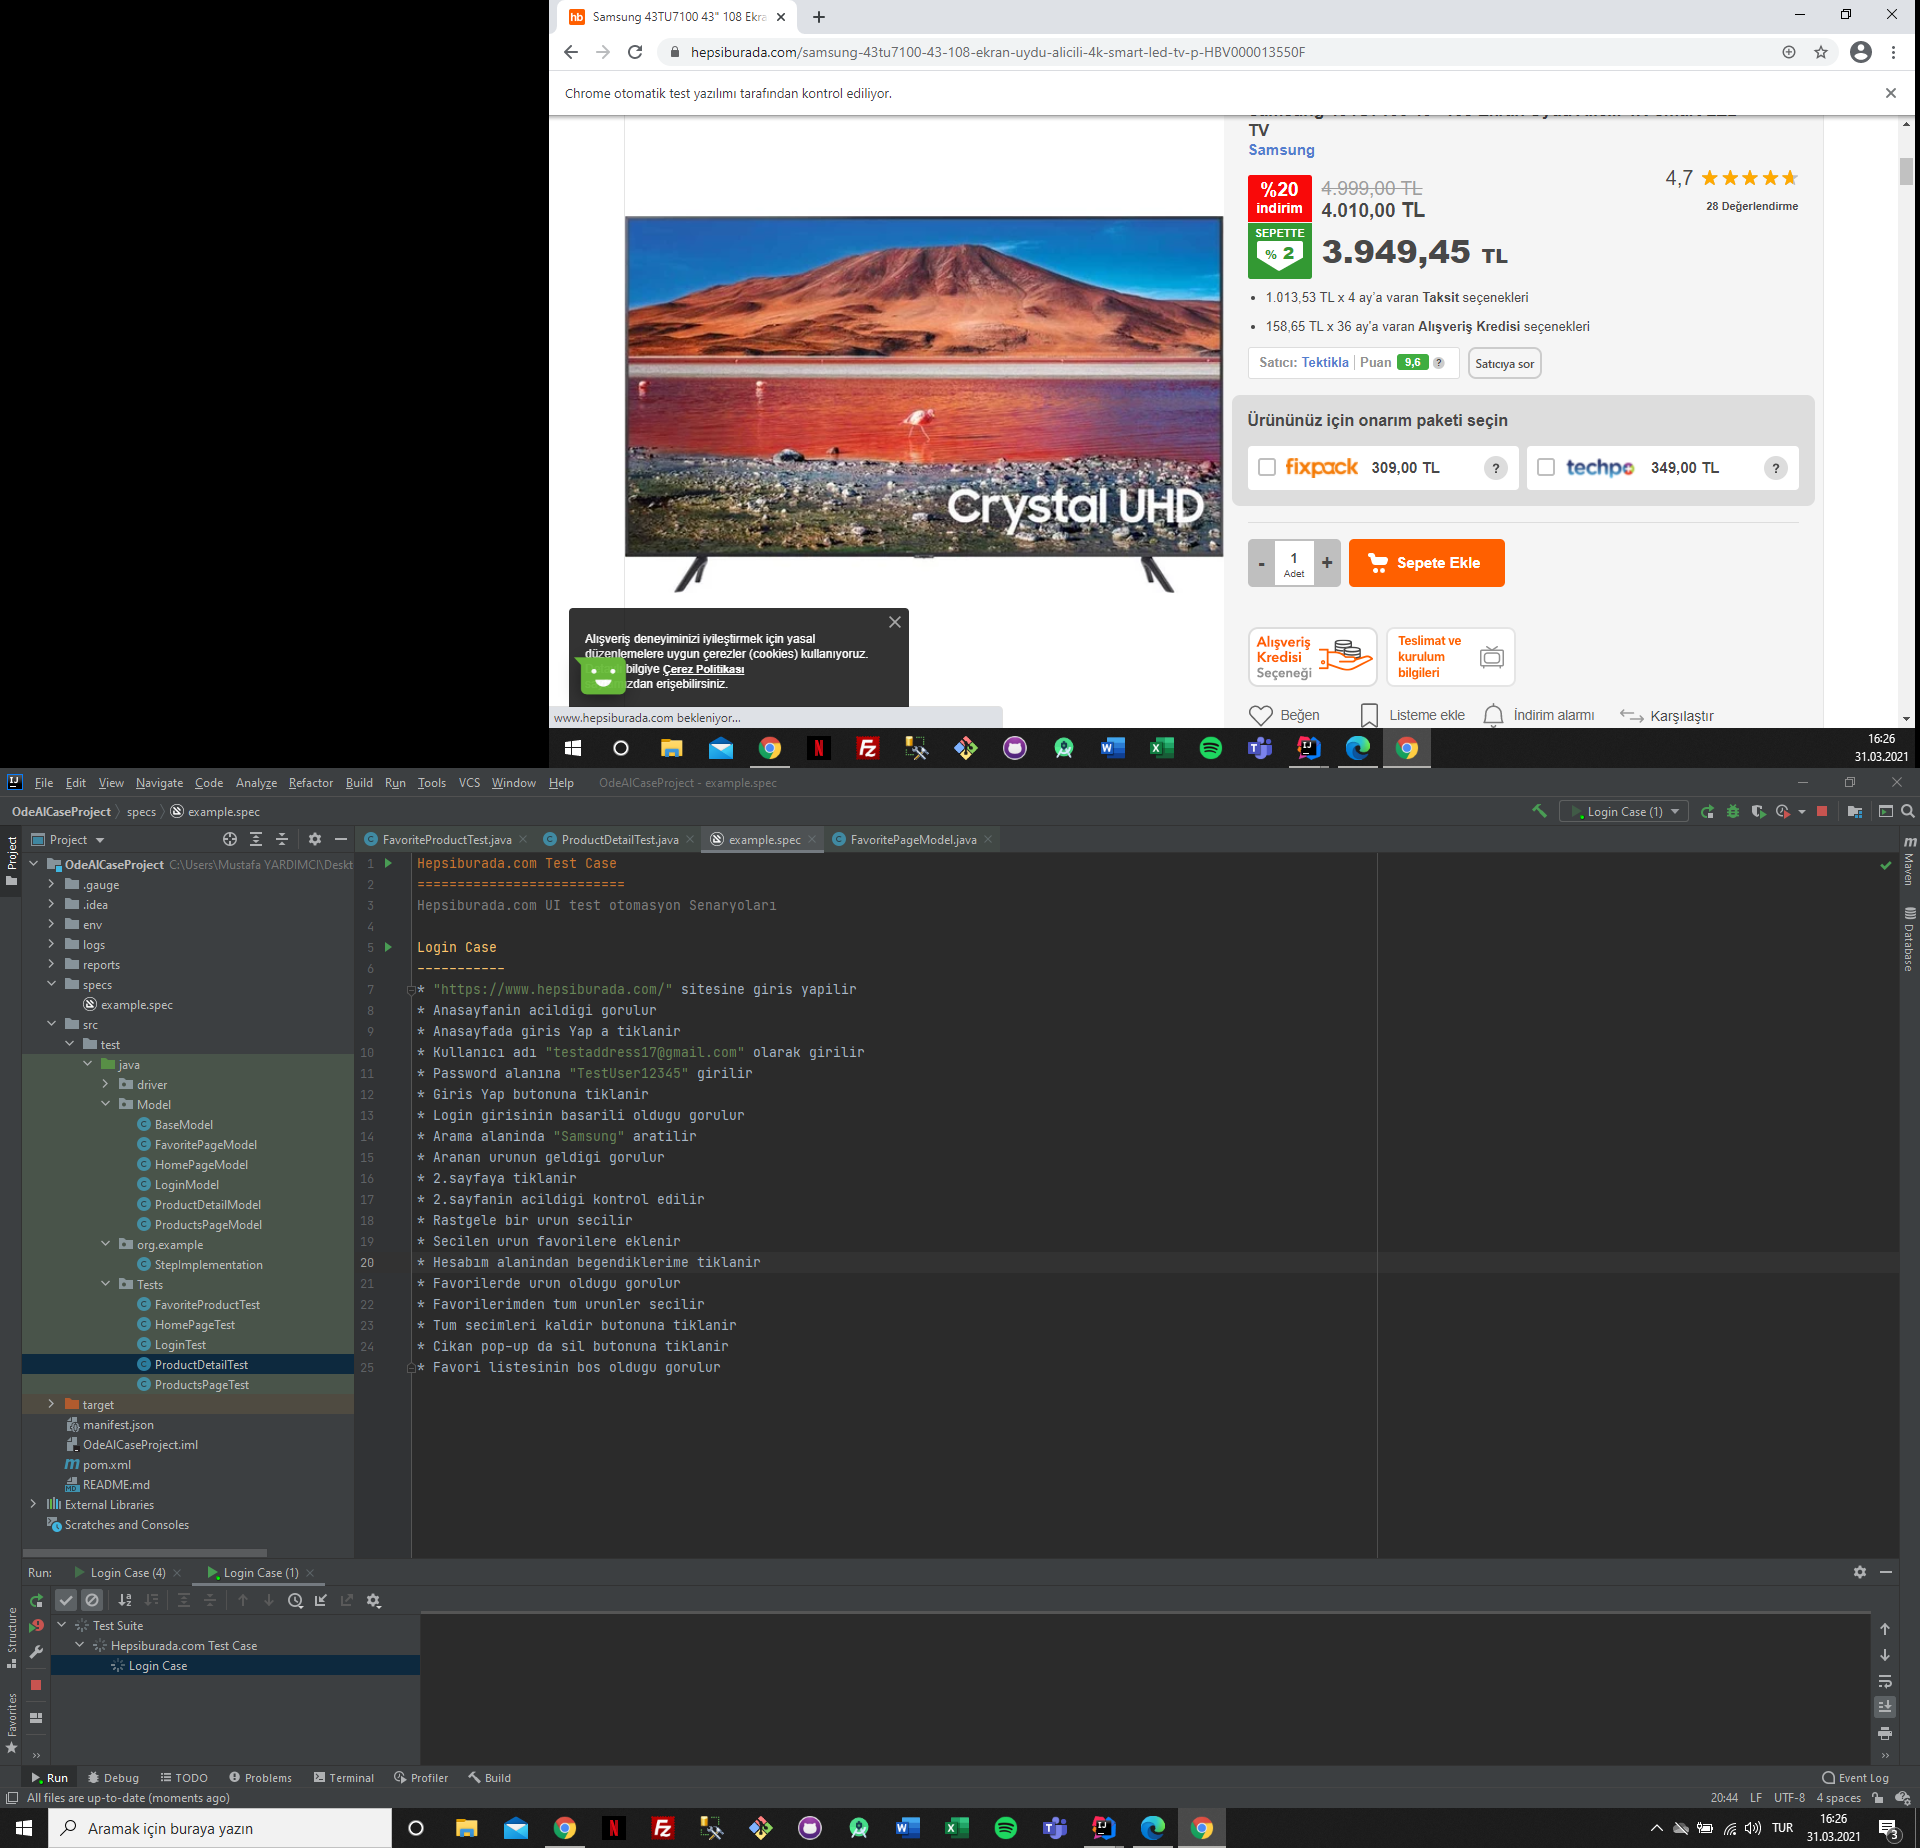 Samsung 43TU7100 43" 108 Ekra
hepsiburada.com/samsung-43tu7100-43-108-ekran-uydu-alicili-4k-smart-led-tv-p-HBV000013550F
Chrome otomatik test yazılımı tarafından kontrol ediliyor.
TV
Samsung
%20
indirim
4.999,00 TL
4.010,00 TL
4,7
28 Değerlendirme
SEPETTE
% 2
3.949,45 TL
1.013,53 TL x 4 ay'a varan Taksit seçenekleri
158,65 TL x 36 ay'a varan Alışveriş Kredisi seçenekleri
Satıcı: Tektikla | Puan 9,6 ?
Satıcıya sor
Ürününüz için onarım paketi seçin
fixpack 309,00 TL ?
techpo 349,00 TL ?
- 1 Adet +
Sepete Ekle
Crystal UHD
Alışveriş deneyiminizi iyileştirmek için yasal
düzenlemelere uygun çerezler (cookies) kullanıyoruz.
bilgiye Çerez Politikası
zdan erişebilirsiniz.
Alışveriş
Kredisi
Seçeneği
Teslimat ve
kurulum
bilgileri
Beğen
Listeme ekle
İndirim alarmı
Karşılaştır
www.hepsiburada.com bekleniyor...
16:26
31.03.2021
File Edit View Navigate Code Analyze Refactor Build Run Tools VCS Window Help OdeAlCaseProject - example.spec
OdeAlCaseProject specs example.spec
Login Case (1)
Project
FavoriteProductTest.java ProductDetailTest.java example.spec FavoritePageModel.java
OdeAlCaseProject C:\Users\Mustafa YARDIMCI\Deskt
.gauge
.idea
env
logs
reports
specs
example.spec
src
test
java
driver
Model
BaseModel
FavoritePageModel
HomePageModel
LoginModel
ProductDetailModel
ProductsPageModel
org.example
StepImplementation
Tests
FavoriteProductTest
HomePageTest
LoginTest
ProductDetailTest
ProductsPageTest
target
manifest.json
OdeAlCaseProject.iml
pom.xml
README.md
External Libraries
Scratches and Consoles
1 Hepsiburada.com Test Case
2 ==========================
3 Hepsiburada.com UI test otomasyon Senaryoları
4
5 Login Case
6 -----------
7 * "https://www.hepsiburada.com/" sitesine giris yapilir
8 * Anasayfanin acildigi gorulur
9 * Anasayfada giris Yap a tiklanir
10 * Kullanıcı adı "testaddress17@gmail.com" olarak girilir
11 * Password alanına "TestUser12345" girilir
12 * Giris Yap butonuna tiklanir
13 * Login girisinin basarili oldugu gorulur
14 * Arama alaninda "Samsung" aratilir
15 * Aranan urunun geldigi gorulur
16 * 2.sayfaya tiklanir
17 * 2.sayfanin acildigi kontrol edilir
18 * Rastgele bir urun secilir
19 * Secilen urun favorilere eklenir
20 * Hesabım alanindan begendiklerime tiklanir
21 * Favorilerde urun oldugu gorulur
22 * Favorilerimden tum urunler secilir
23 * Tum secimleri kaldir butonuna tiklanir
24 * Cikan pop-up da sil butonuna tiklanir
25 * Favori listesinin bos oldugu gorulur
Project
Structure
Favorites
Maven
Database
Run: Login Case (4) Login Case (1)
Test Suite
Hepsiburada.com Test Case
Login Case
Run Debug TODO Problems Terminal Profiler Build Event Log
All files are up-to-date (moments ago)
20:44 LF UTF-8 4 spaces
Aramak için buraya yazın
TUR
16:26
31.03.2021
3